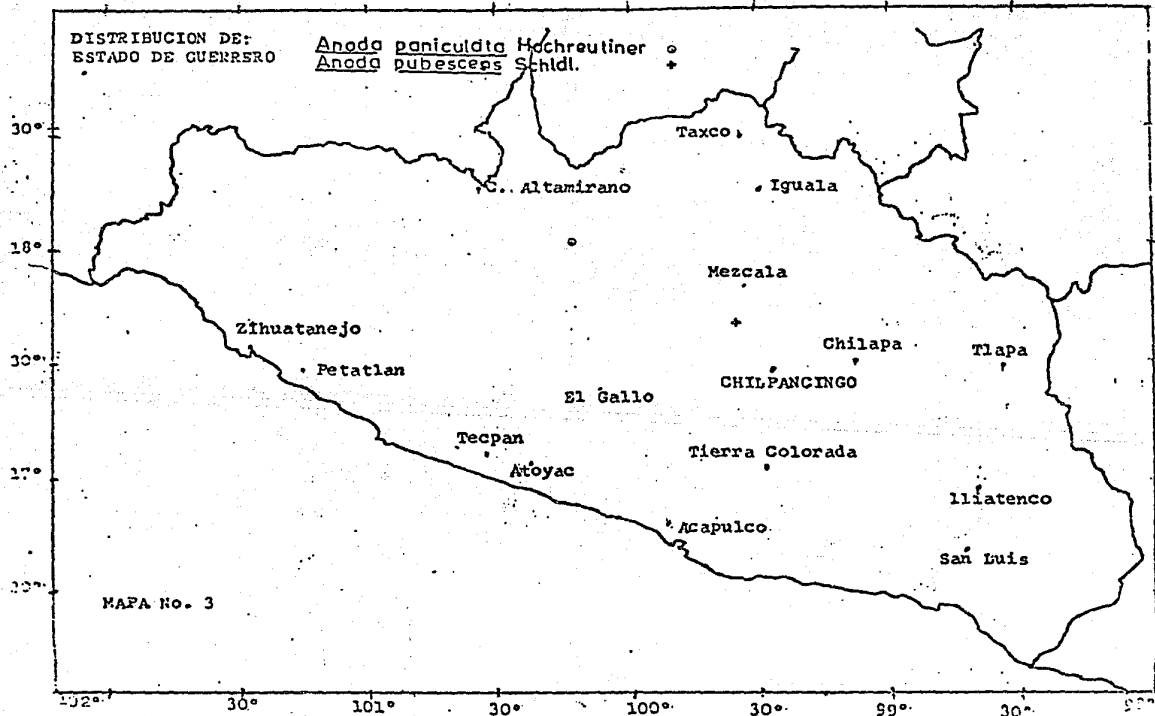 DISTRIBUCION DE:
ESTADO DE GUERRERO
Anoda paniculata Hochreutiner o
Anoda pubescens Schldl. +
Taxco
C. Altamirano
Iguala
Mezcala
Zihuatanejo
Petatlan
Chilapa
Tlapa
CHILPANCINGO
El Gallo
Tecpan
Atoyac
Tierra Colorada
Iliatenco
Acapulco
San Luis
MAPA No. 3
30°
18°
30°
17°
102°
30°
101°
30°
100°
30°
99°
30°